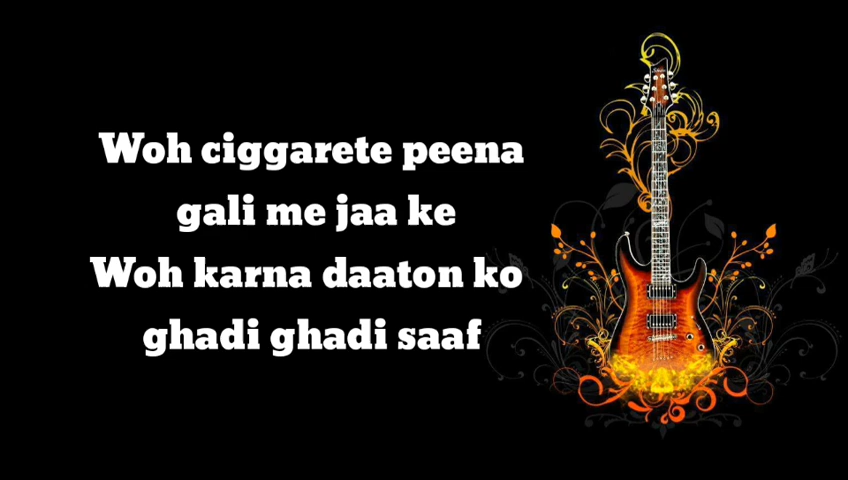 Woh ciggarete peena
gali me jaa ke
Woh karna daaton ko
ghadi ghadi saaf